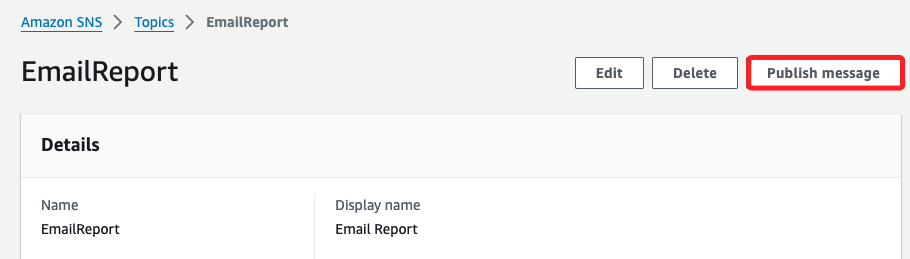 Amazon SNS > Topics > EmailReport
EmailReport
Edit
Delete
Publish message
Details
Name
Display name
EmailReport
Email Report